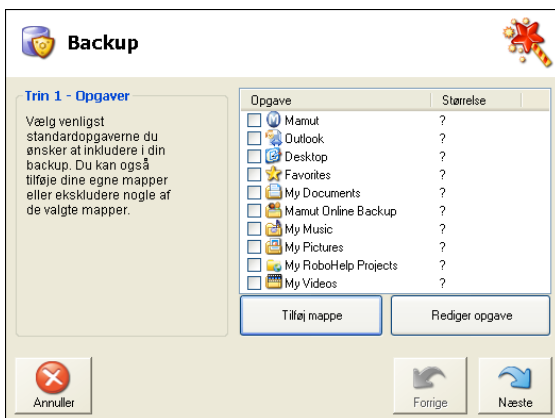 Backup
Trin 1 - Opgaver
Vælg venligst
standardopgaverne du
ønsker at inkludere i din
backup. Du kan også
tilføje dine egne mapper
eller ekskludere nogle af
de valgte mapper.
Opgave Størrelse
Mamut ?
Outlook ?
Desktop ?
Favorites ?
My Documents ?
Mamut Online Backup ?
My Music ?
My Pictures ?
My RoboHelp Projects ?
My Videos ?
Tilføj mappe Rediger opgave
Annuller Forrige Næste